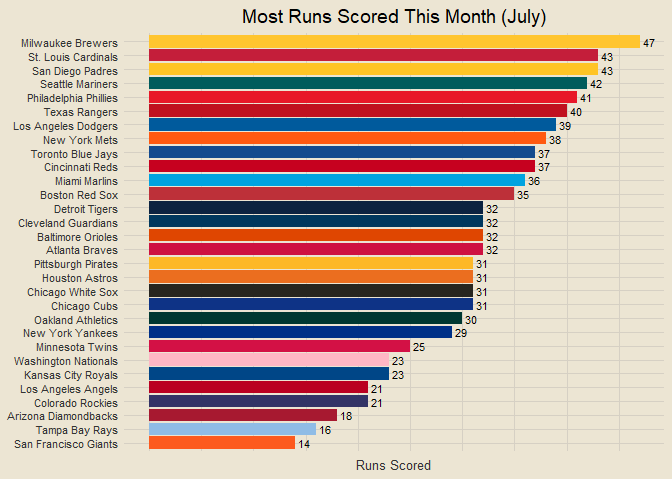 Most Runs Scored This Month (July)
Milwaukee Brewers 47
St. Louis Cardinals 43
San Diego Padres 43
Seattle Mariners 42
Philadelphia Phillies 41
Texas Rangers 40
Los Angeles Dodgers 39
New York Mets 38
Toronto Blue Jays 37
Cincinnati Reds 37
Miami Marlins 36
Boston Red Sox 35
Detroit Tigers 32
Cleveland Guardians 32
Baltimore Orioles 32
Atlanta Braves 32
Pittsburgh Pirates 31
Houston Astros 31
Chicago White Sox 31
Chicago Cubs 31
Oakland Athletics 30
New York Yankees 29
Minnesota Twins 25
Washington Nationals 23
Kansas City Royals 23
Los Angeles Angels 21
Colorado Rockies 21
Arizona Diamondbacks 18
Tampa Bay Rays 16
San Francisco Giants 14
Runs Scored